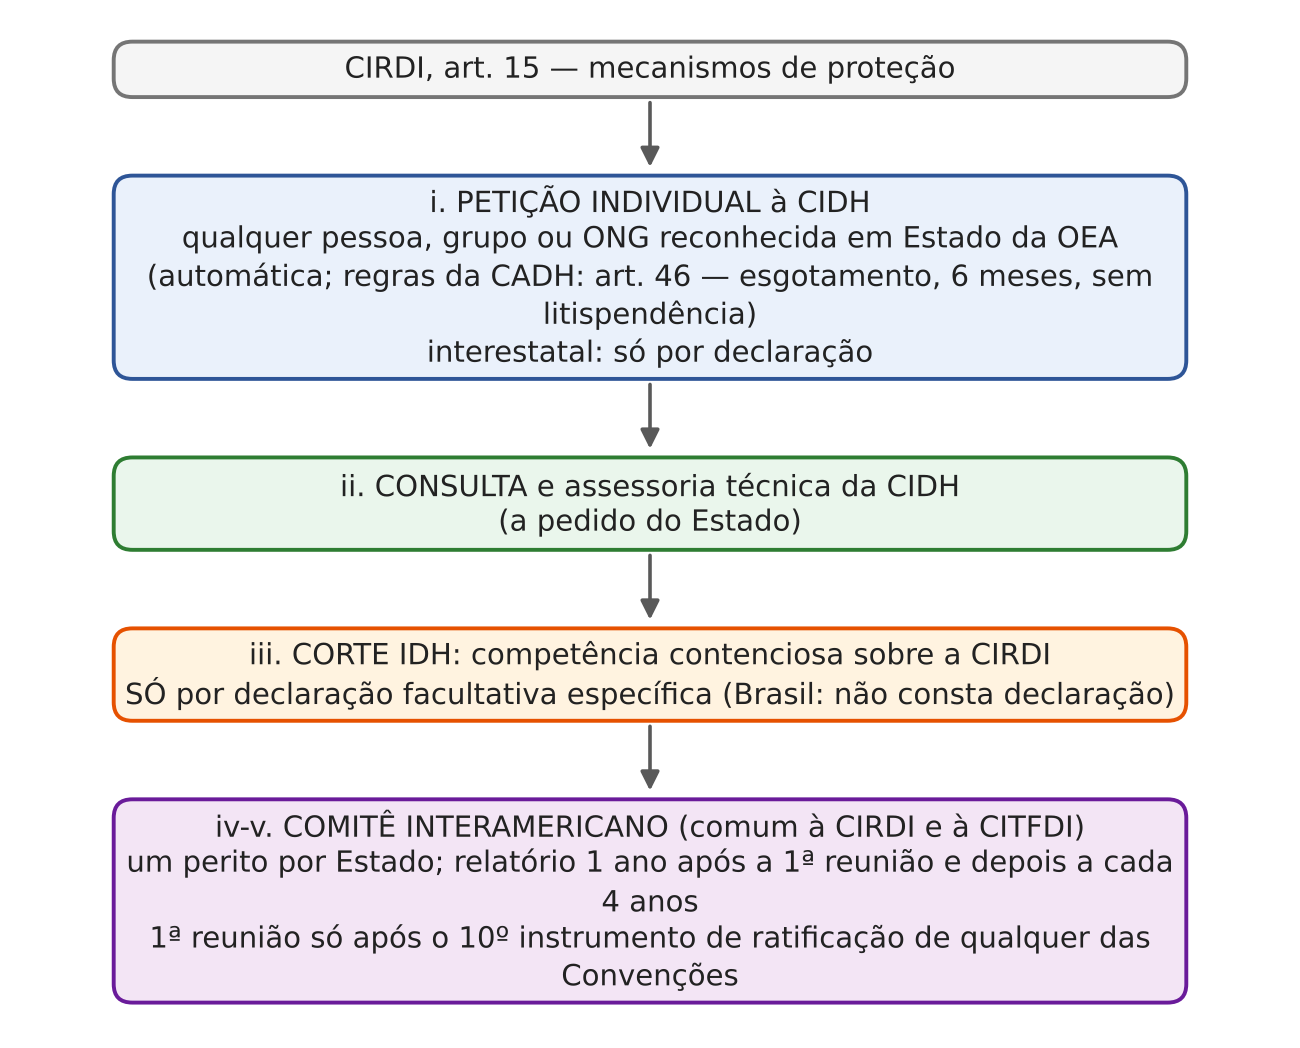 CIRDI, art. 15 — mecanismos de proteção
i. PETIÇÃO INDIVIDUAL à CIDH
qualquer pessoa, grupo ou ONG reconhecida em Estado da OEA
(automática; regras da CADH: art. 46 — esgotamento, 6 meses, sem
litispendência)
interestatal: só por declaração
ii. CONSULTA e assessoria técnica da CIDH
(a pedido do Estado)
iii. CORTE IDH: competência contenciosa sobre a CIRDI
SÓ por declaração facultativa específica (Brasil: não consta declaração)
iv-v. COMITÊ INTERAMERICANO (comum à CIRDI e à CITFDI)
um perito por Estado; relatório 1 ano após a 1ª reunião e depois a cada
4 anos
1ª reunião só após o 10º instrumento de ratificação de qualquer das
Convenções